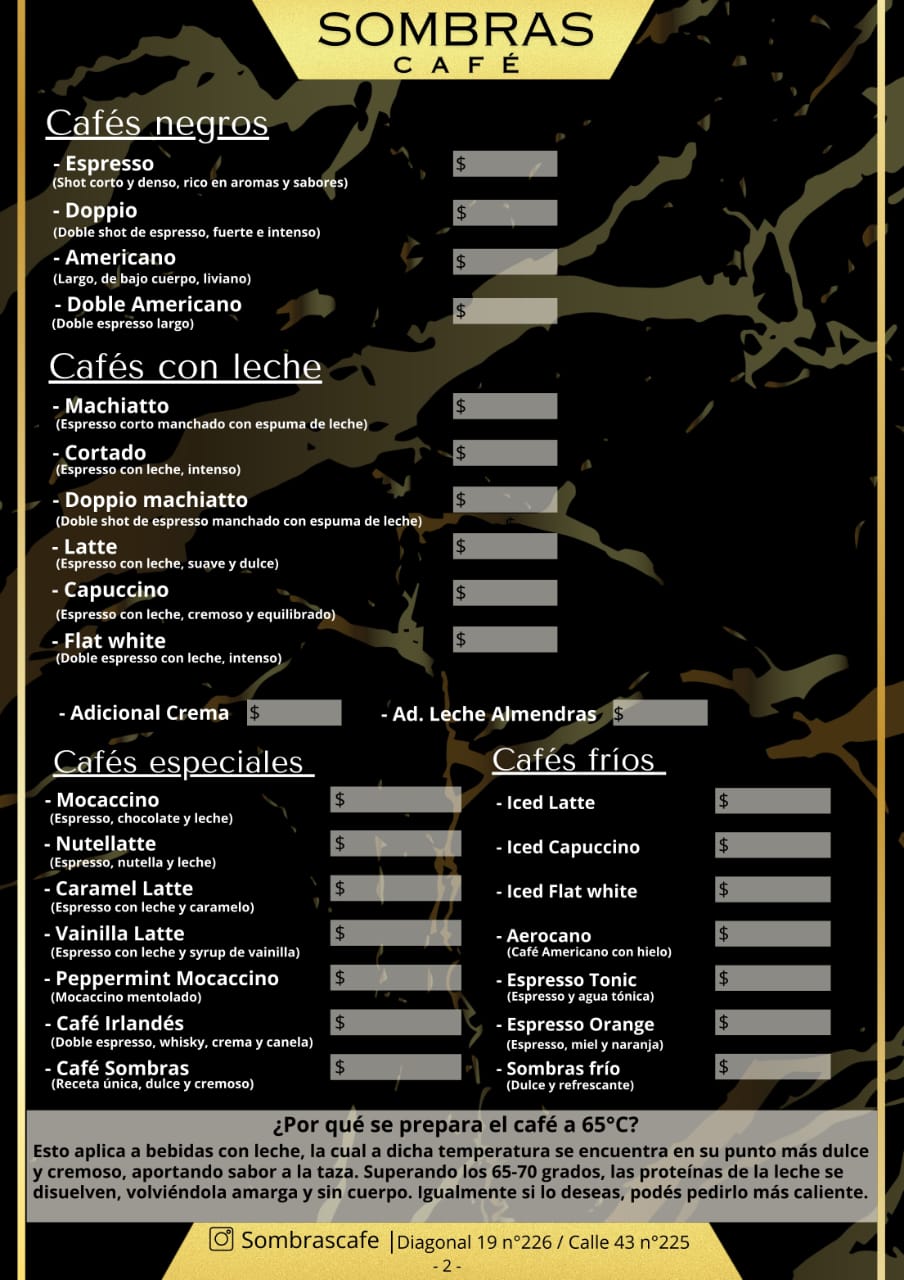 SOMBRAS
CAFÉ
Cafés negros
- Espresso $
(Shot corto y denso, rico en aromas y sabores)
- Doppio $
(Doble shot de espresso, fuerte e intenso)
- Americano $
(Largo, de bajo cuerpo, liviano)
- Doble Americano $
(Doble espresso largo)
Cafés con leche
- Machiatto $
(Espresso corto manchado con espuma de leche)
- Cortado $
(Espresso con leche, intenso)
- Doppio machiatto $
(Doble shot de espresso manchado con espuma de leche)
- Latte $
(Espresso con leche, suave y dulce)
- Capuccino $
(Espresso con leche, cremoso y equilibrado)
- Flat white $
(Doble espresso con leche, intenso)
- Adicional Crema $ - Ad. Leche Almendras $
Cafés especiales
- Mocaccino $
(Espresso, chocolate y leche)
- Nutellatte $
(Espresso, nutella y leche)
- Caramel Latte $
(Espresso con leche y caramelo)
- Vainilla Latte $
(Espresso con leche y syrup de vainilla)
- Peppermint Mocaccino $
(Mocaccino mentolado)
- Café Irlandés $
(Doble espresso, whisky, crema y canela)
- Café Sombras $
(Receta única, dulce y cremoso)
Cafés fríos
- Iced Latte $
- Iced Capuccino $
- Iced Flat white $
- Aerocano $
(Café Americano con hielo)
- Espresso Tonic $
(Espresso y agua tónica)
- Espresso Orange $
(Espresso, miel y naranja)
- Sombras frío $
(Dulce y refrescante)
¿Por qué se prepara el café a 65°C?
Esto aplica a bebidas con leche, la cual a dicha temperatura se encuentra en su punto más dulce
y cremoso, aportando sabor a la taza. Superando los 65-70 grados, las proteínas de la leche se
disuelven, volviéndola amarga y sin cuerpo. Igualmente si lo deseas, podés pedirlo más caliente.
Sombrascafe |Diagonal 19 n°226 / Calle 43 n°225
- 2 -